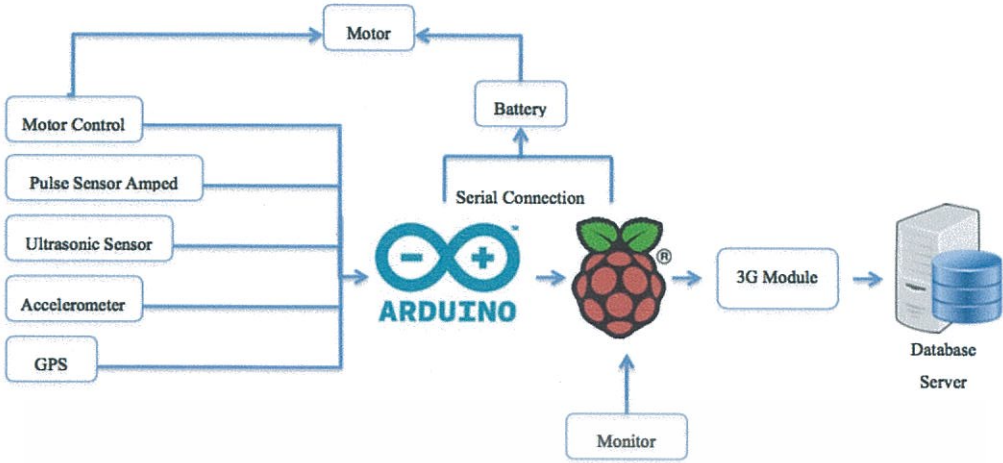 Motor
Battery
Motor Control
Pulse Sensor Amped
Serial Connection
Ultrasonic Sensor
™
®
3G Module
Accelerometer
ARDUINO
GPS
Database
Server
Monitor